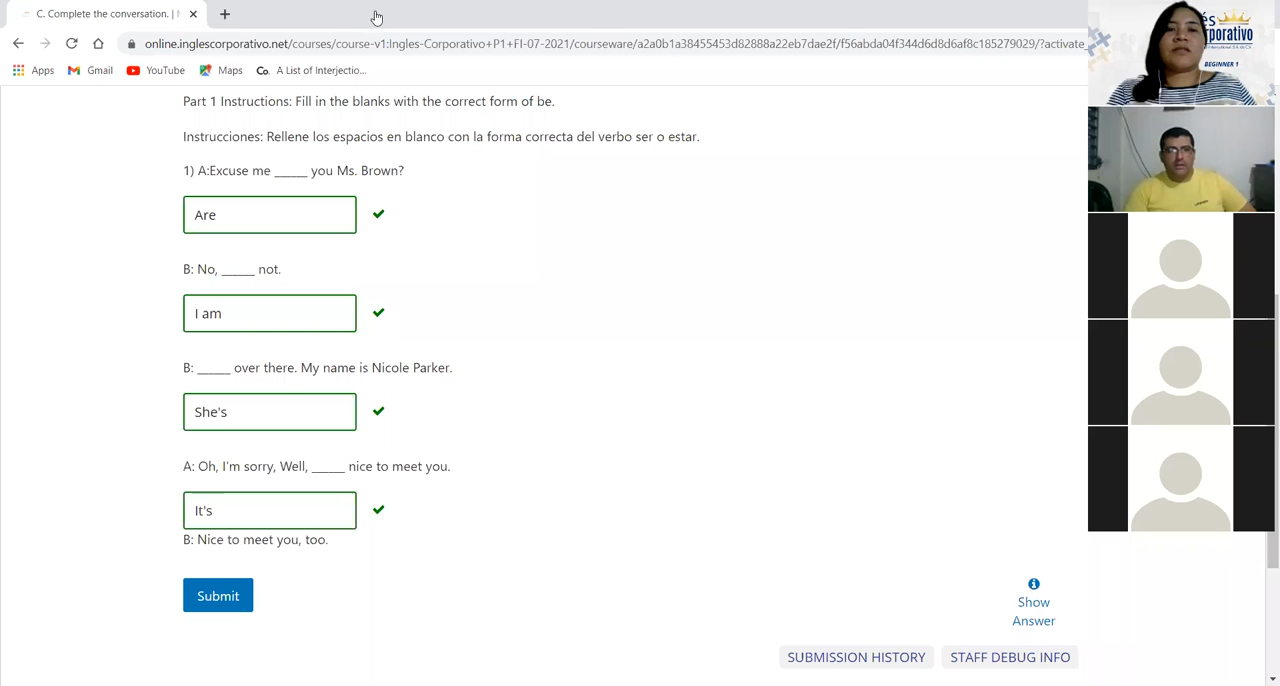 C. Complete the conversation. |
online.inglescorporativo.net/courses/course-v1:Ingles-Corporativo+P1+FI-07-2021/courseware/a2a0b1a38455453d82888a22eb7dae2f/f56abda04f344d6d8d6af8c185279029/?activate_
Apps Gmail YouTube Maps Co. A List of Interjectio...
Part 1 Instructions: Fill in the blanks with the correct form of be.
Instrucciones: Rellene los espacios en blanco con la forma correcta del verbo ser o estar.
1) A:Excuse me _____ you Ms. Brown?
Are
B: No, _____ not.
I am
B: _____ over there. My name is Nicole Parker.
She's
A: Oh, I'm sorry, Well, _____ nice to meet you.
It's
B: Nice to meet you, too.
Submit
Show
Answer
SUBMISSION HISTORY STAFF DEBUG INFO
BEGINNER 1